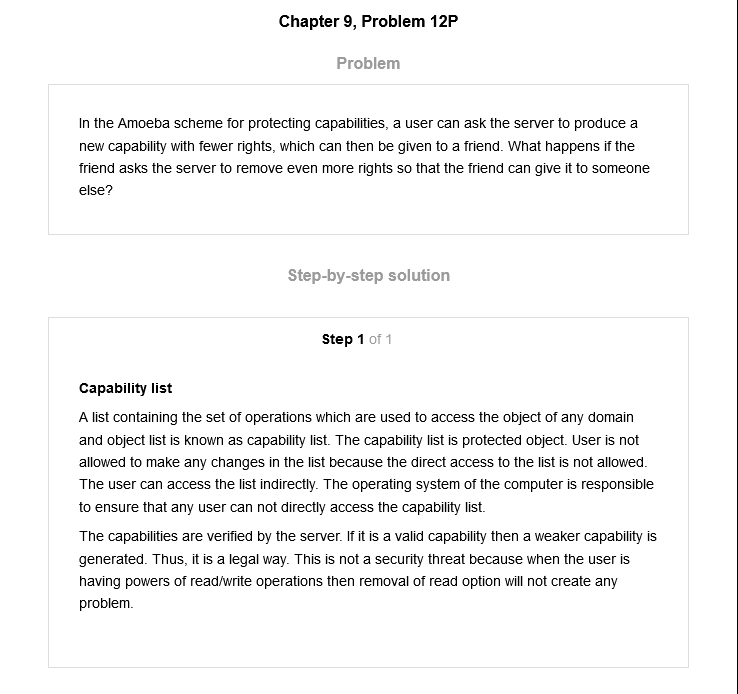 Chapter 9, Problem 12P
Problem
In the Amoeba scheme for protecting capabilities, a user can ask the server to produce a
new capability with fewer rights, which can then be given to a friend. What happens if the
friend asks the server to remove even more rights so that the friend can give it to someone
else?
Step-by-step solution
Step 1 of 1
Capability list
A list containing the set of operations which are used to access the object of any domain
and object list is known as capability list. The capability list is protected object. User is not
allowed to make any changes in the list because the direct access to the list is not allowed.
The user can access the list indirectly. The operating system of the computer is responsible
to ensure that any user can not directly access the capability list.
The capabilities are verified by the server. If it is a valid capability then a weaker capability is
generated. Thus, it is a legal way. This is not a security threat because when the user is
having powers of read/write operations then removal of read option will not create any
problem.